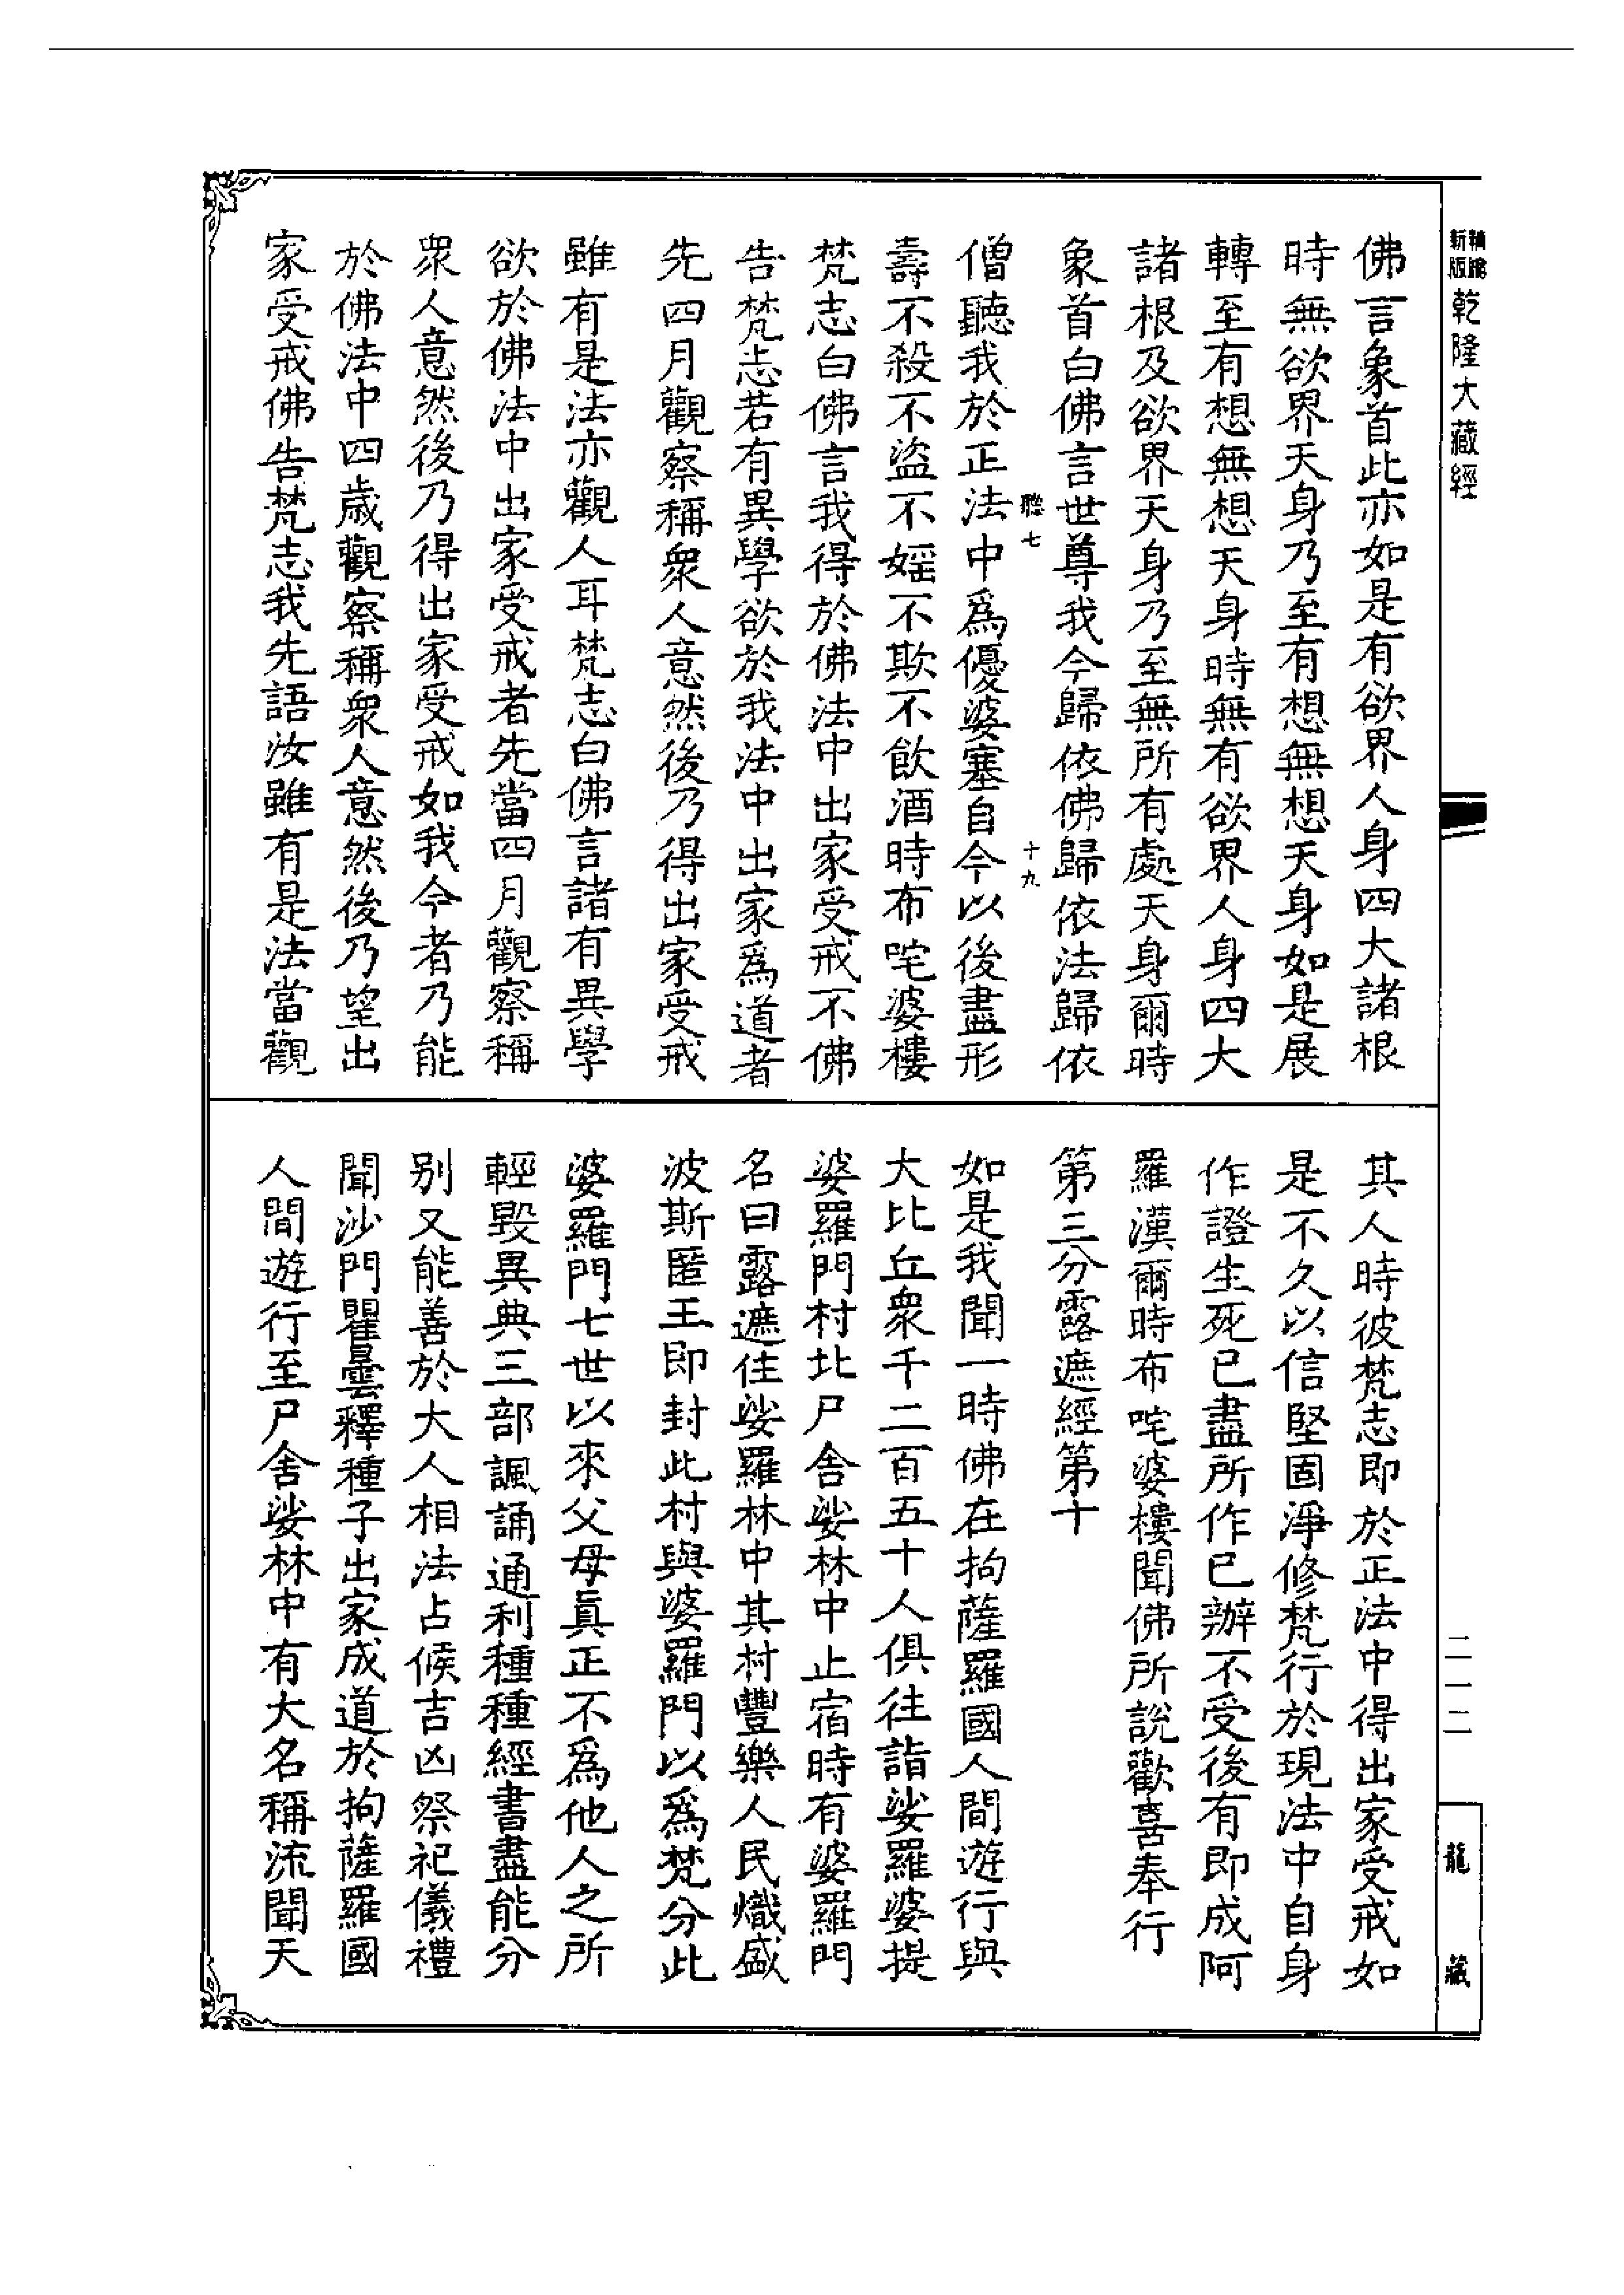 新版
乾隆大藏經
佛言象首此亦如是有欲界人身四大諸根
時無欲界天身乃至有想無想天身如是展
轉至有想無想天身時無有欲界人身四大
諸根及欲界天身乃至無所有處天身爾時
象首白佛言世尊我今歸依佛歸依法歸依
聽七
十九
僧聽我於正法中爲優婆塞自今以後盡形
壽不殺不盜不婬不欺不飲酒時布咤婆樓
梵志白佛言我得於佛法中出家受戒不佛
告梵志若有異學欲於我法中出家爲道者
先四月觀察稱衆人意然後乃得出家受戒
雖有是法亦觀人耳梵志白佛言諸有異學
欲於佛法中出家受戒者先當四月觀察稱
衆人意然後乃得出家受戒如我今者乃能
於佛法中四歲觀察稱衆人意然後乃望出
家受戒佛告梵志我先語汝雖有是法當觀
其人時彼梵志即於正法中得出家受戒如
是不久以信堅固淨修梵行於現法中自身
作證生死已盡所作已辦不受後有即成阿
羅漢爾時布咤婆樓聞佛所說歡喜奉行
第三分露遮經第十
如是我聞一時佛在拘薩羅國人間遊行與
大比丘衆千二百五十人俱往詣娑羅婆提
婆羅門村北尸舍娑林中止宿時有婆羅門
名曰露遮住娑羅林中其村豐樂人民熾盛
波斯匿王即封此村與婆羅門以爲梵分此
婆羅門七世以來父母真正不爲他人之所
輕毀異典三部諷誦通利種種經書盡能分
別又能善於大人相法占候吉凶祭祀儀禮
聞沙門瞿曇釋種子出家成道於拘薩羅國
人間遊行至尸舍娑林中有大名稱流聞天
二一二
龍藏